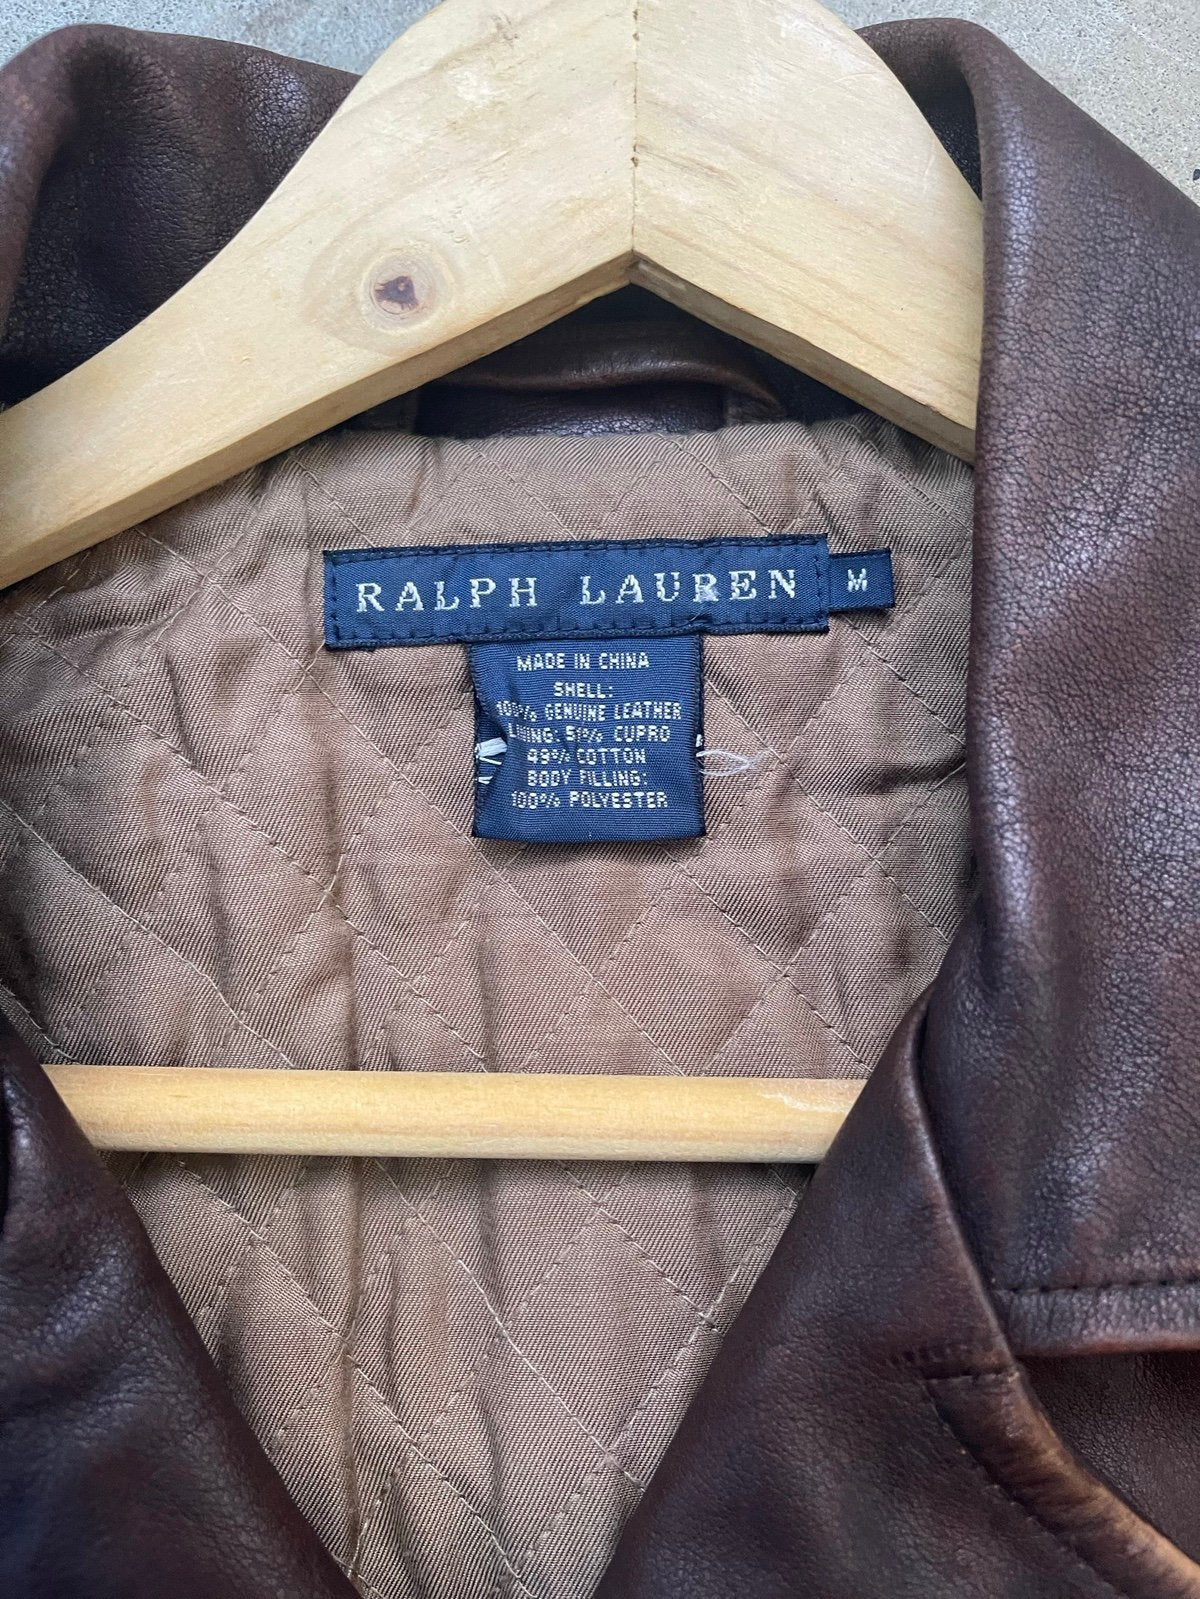 RALPH LAUREN M
MADE IN CHINA
SHELL:
100% GENUINE LEATHER
LINING: 51% CUPRO
49% COTTON
BODY FILLING:
100% POLYESTER